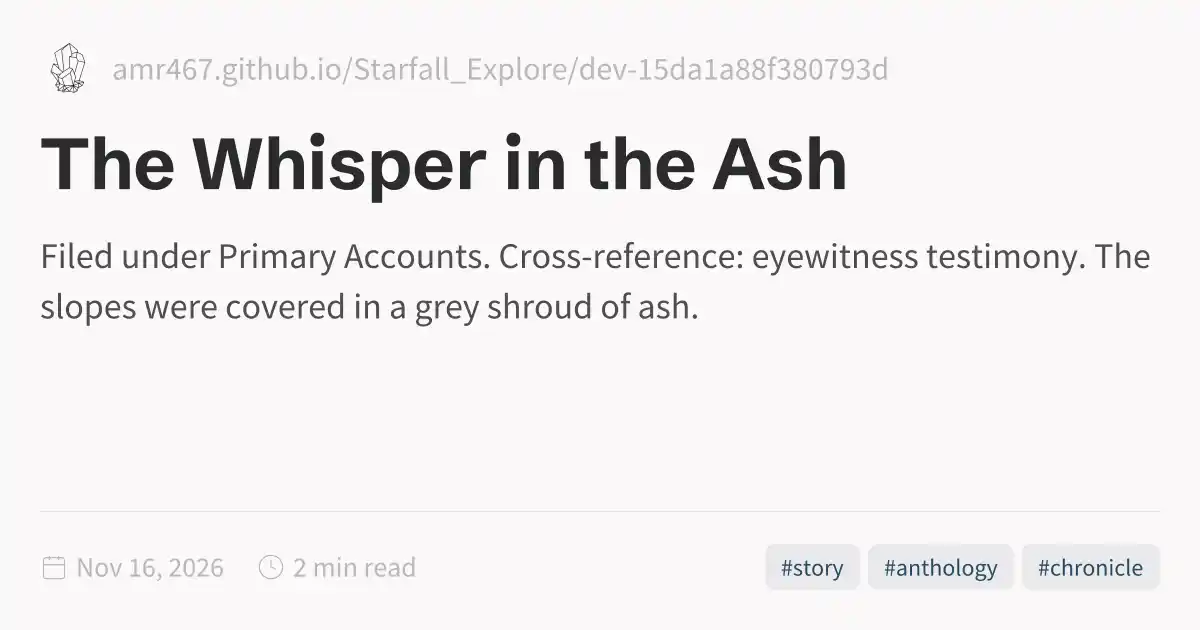 amr467.github.io/Starfall_Explore/dev-15da1a88f380793d
The Whisper in the Ash
Filed under Primary Accounts. Cross-reference: eyewitness testimony. The
slopes were covered in a grey shroud of ash.
Nov 16, 2026
2 min read
#story
#anthology
#chronicle